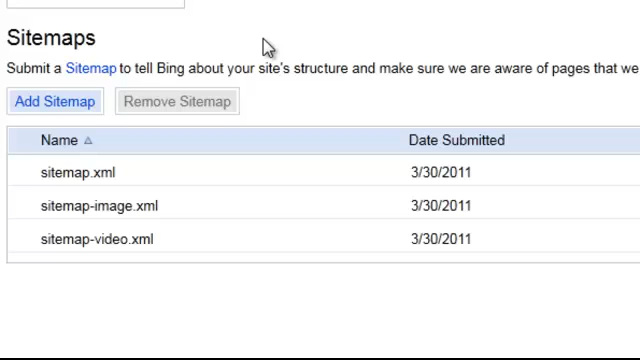 Sitemaps
Submit a Sitemap to tell Bing about your site's structure and make sure we are aware of pages that we
Add Sitemap Remove Sitemap
Name Date Submitted
sitemap.xml 3/30/2011
sitemap-image.xml 3/30/2011
sitemap-video.xml 3/30/2011